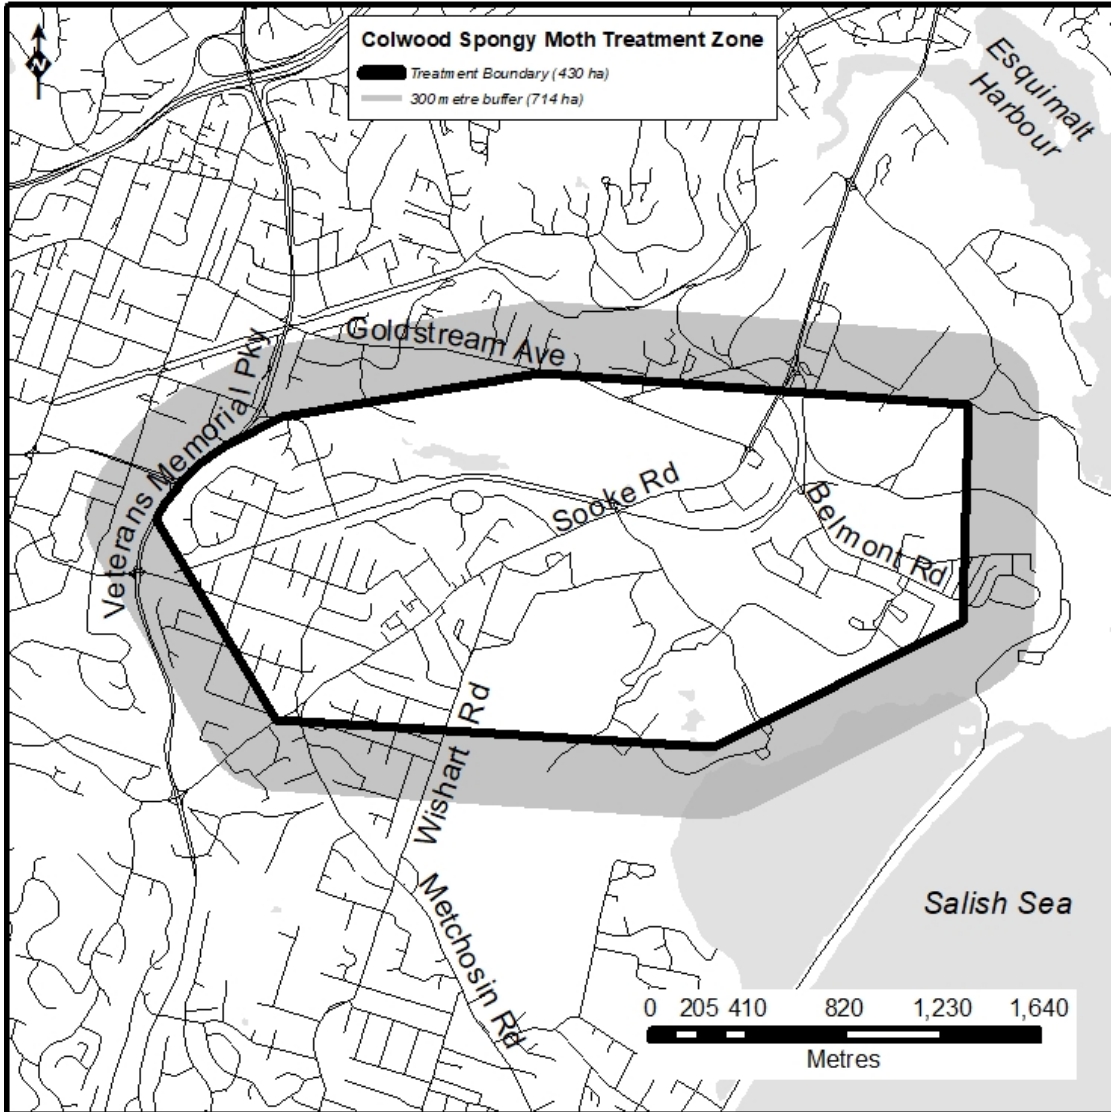 Colwood Spongy Moth Treatment Zone
Treatment Boundary (430 ha)
300 metre buffer (714 ha)
N
Esquimalt
Harbour
Goldstream Ave
Veterans Memorial Pky
Sooke Rd
Belmont Rd
Wishart Rd
Metchosin Rd
Salish Sea
0 205 410 820 1,230 1,640
Metres